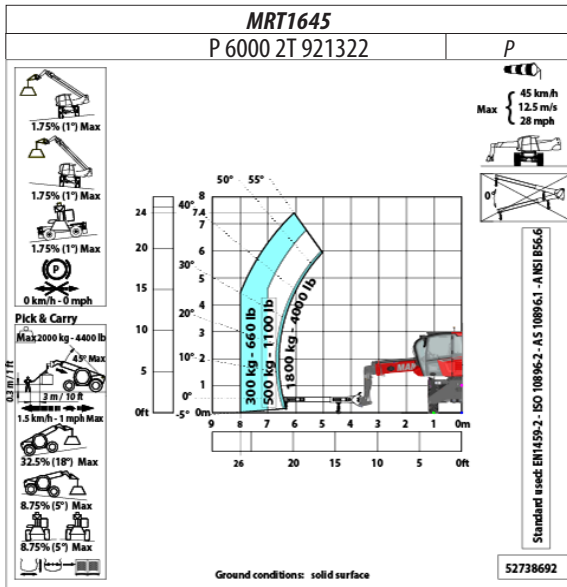 MRT1645
P 6000 2T 921322
P
1.75% (1°) Max
1.75% (1°) Max
1.75% (1°) Max
P
0 km/h - 0 mph
Pick & Carry
Max 2000 kg - 4400 lb
45° Max
0.3 m / 1 ft
3 m / 10 ft
1.5 km/h - 1 mph Max
32.5% (18°) Max
8.75% (5°) Max
8.75% (5°) Max
Max
45 km/h
12.5 m/s
28 mph
0°
50°
55°
40°
30°
20°
10°
0°
-5°
24
20
15
10
5
0ft
8
7.4
6
5
4
3
2
1
0m
300 kg - 660 lb
500 kg - 1100 lb
1800 kg - 4000 lb
MAN
9
8
7
6
5
4
3
2
1
0m
26
20
15
10
5
0ft
Standard used: EN1459-2 - ISO 10896-2 - AS 10896.1 - ANSI B56.6
Ground conditions: solid surface
52738692